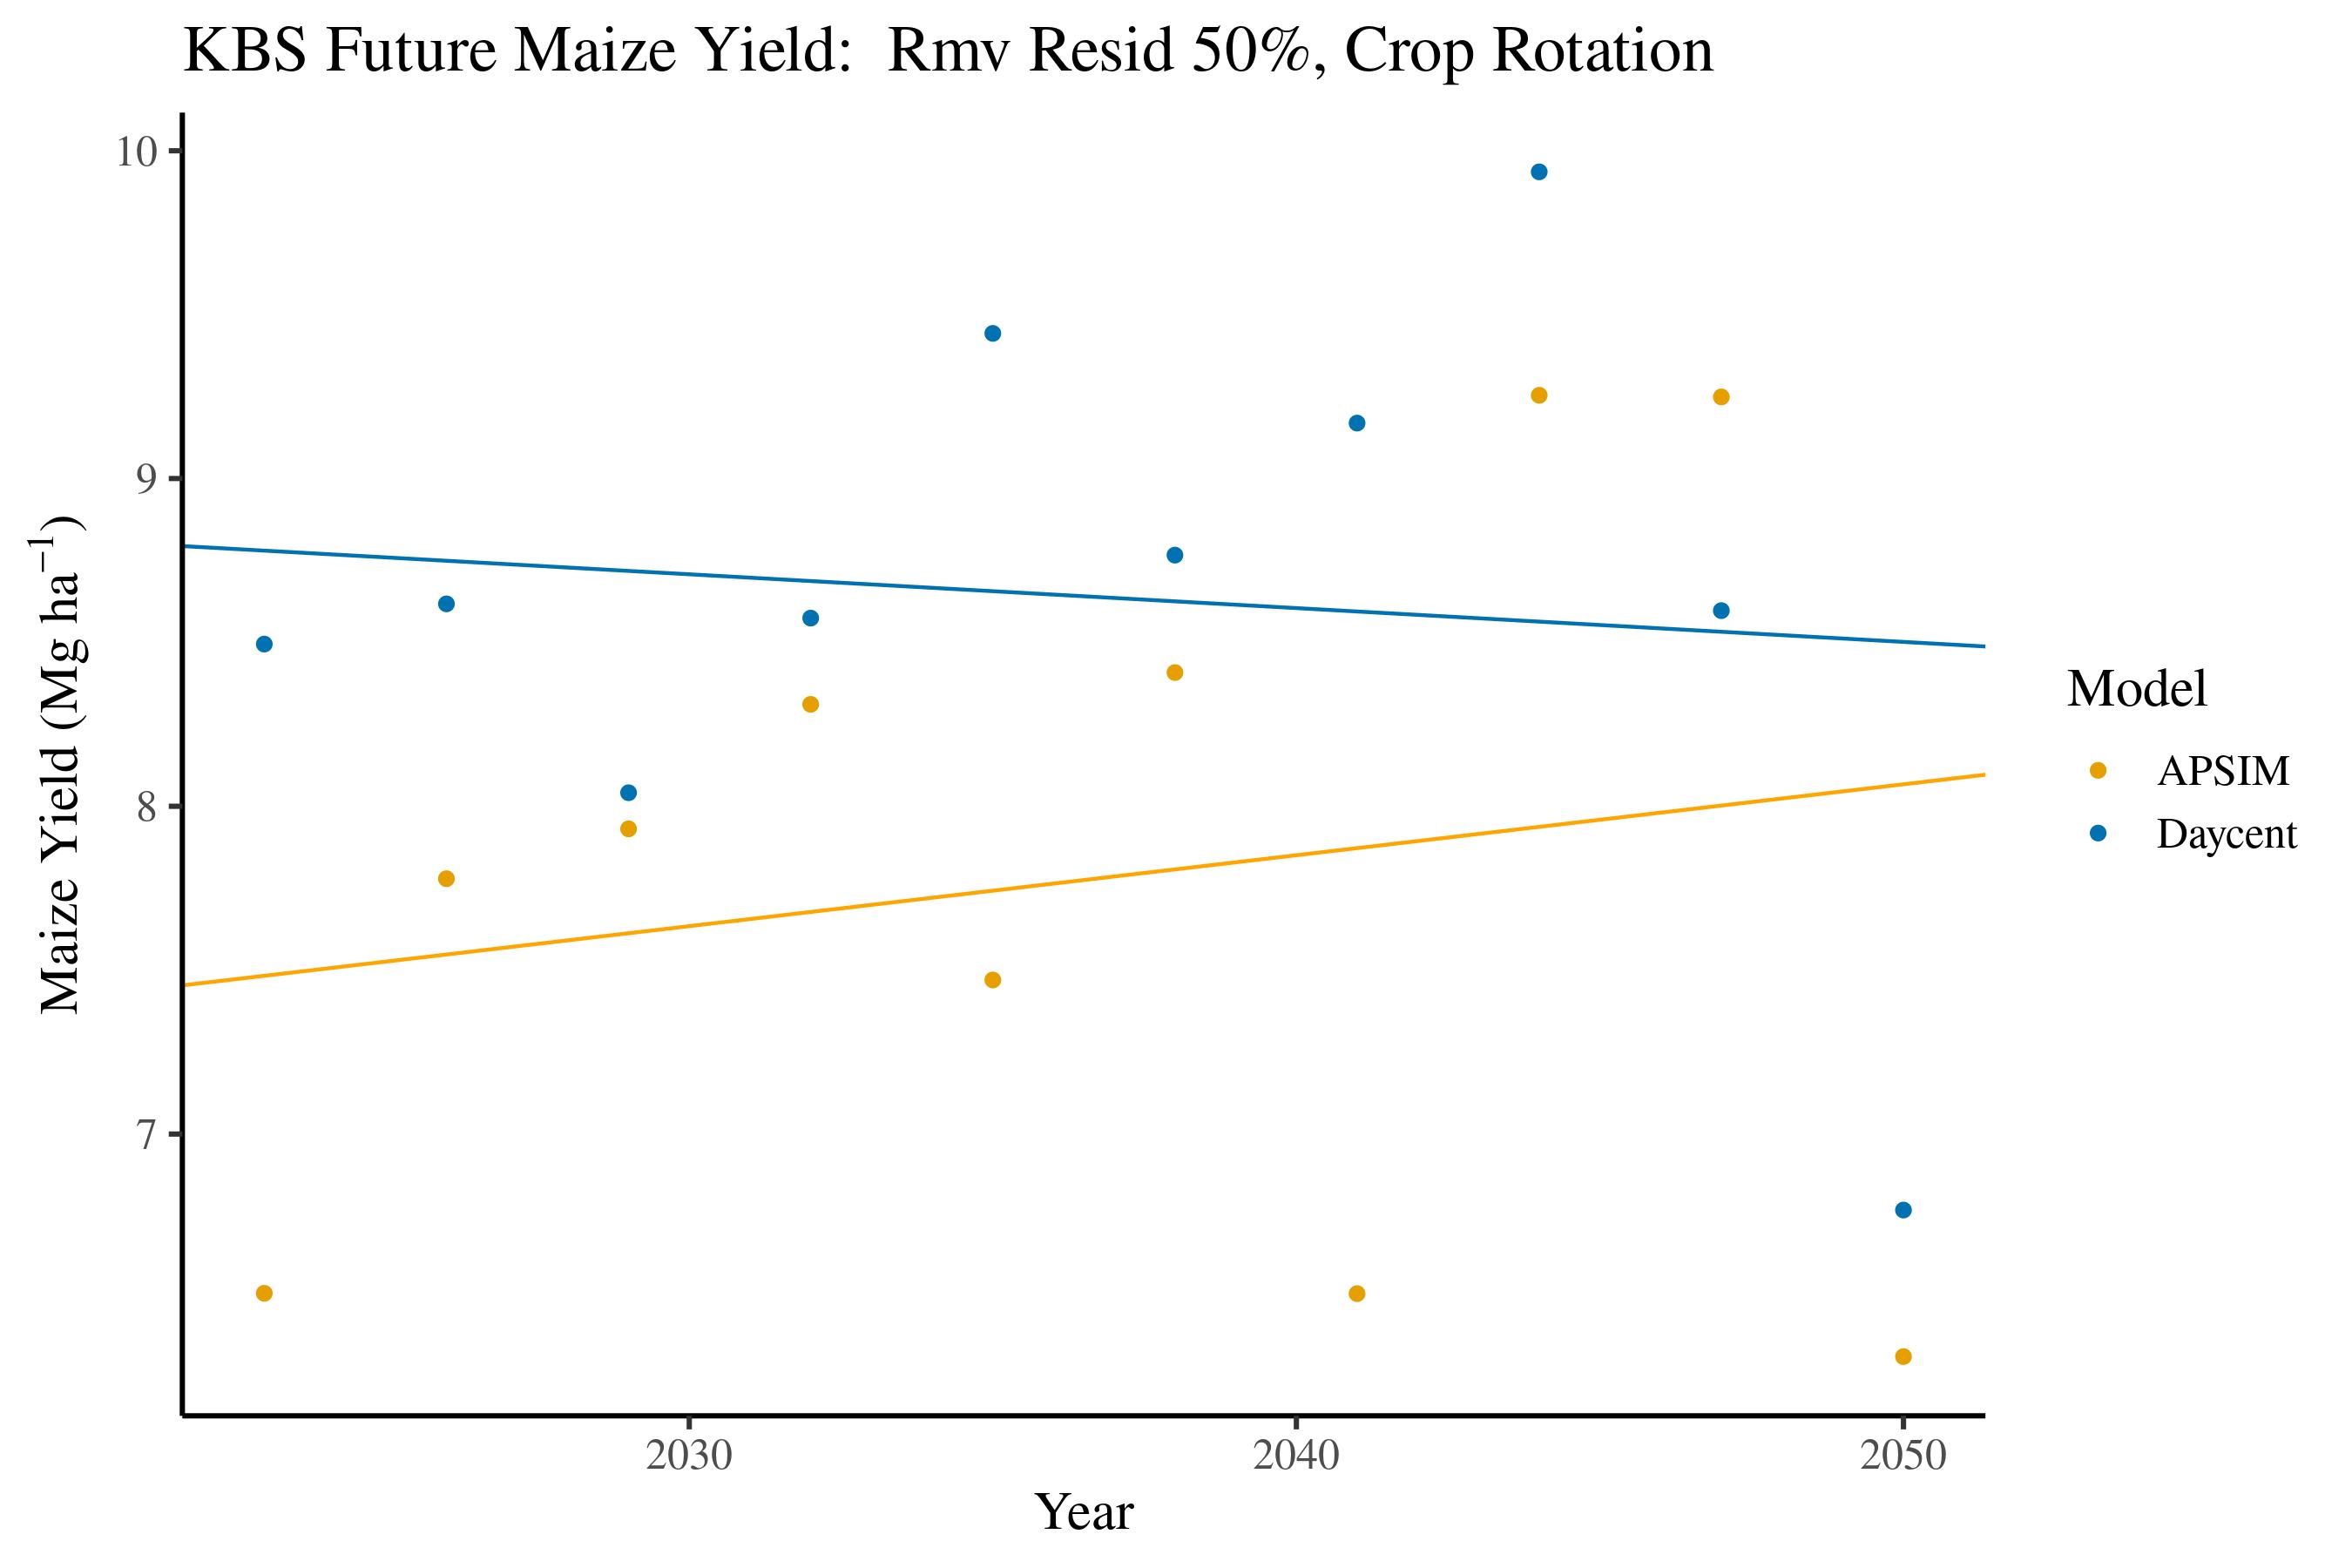 KBS Future Maize Yield:  Rmv Resid 50%, Crop Rotation
10
9
8
7
Maize Yield (Mg ha⁻¹)
2030 2040 2050
Year
Model
APSIM
Daycent